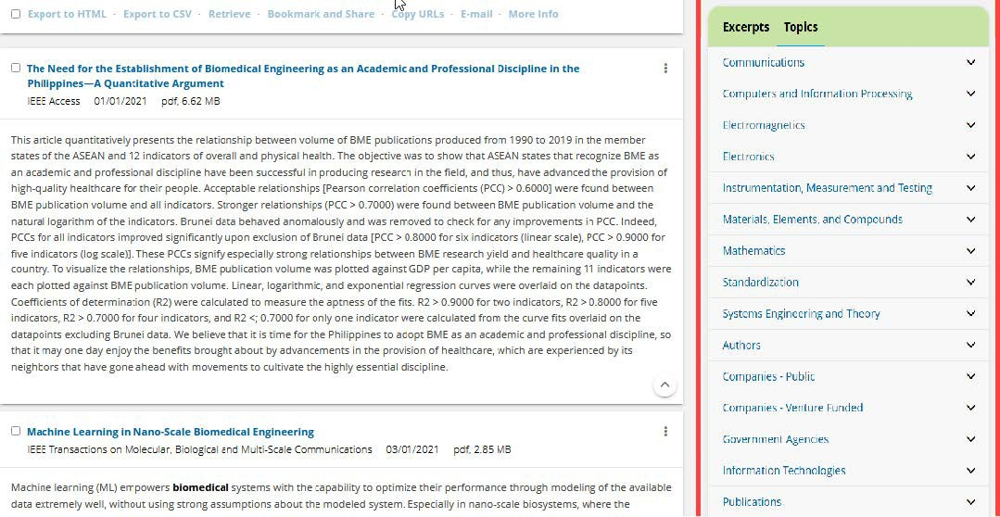 Export to HTML · Export to CSV · Retrieve · Bookmark and Share · Copy URLs · E-mail · More Info
The Need for the Establishment of Biomedical Engineering as an Academic and Professional Discipline in the
Philippines—A Quantitative Argument
IEEE Access 01/01/2021 pdf, 6.62 MB
This article quantitatively presents the relationship between volume of BME publications produced from 1990 to 2019 in the member
states of the ASEAN and 12 indicators of overall and physical health. The objective was to show that ASEAN states that recognize BME as
an academic and professional discipline have been successful in producing research in the field, and thus, have advanced the provision of
high-quality healthcare for their people. Acceptable relationships [Pearson correlation coefficients (PCC) > 0.6000] were found between
BME publication volume and all indicators. Stronger relationships (PCC > 0.7000) were found between BME publication volume and the
natural logarithm of the indicators. Brunei data behaved anomalously and was removed to check for any improvements in PCC. Indeed,
PCCs for all indicators improved significantly upon exclusion of Brunei data [PCC > 0.8000 for six indicators (linear scale), PCC > 0.9000 for
five indicators (log scale)]. These PCCs signify especially strong relationships between BME research yield and healthcare quality in a
country. To visualize the relationships, BME publication volume was plotted against GDP per capita, while the remaining 11 indicators were
each plotted against BME publication volume. Linear, logarithmic, and exponential regression curves were overlaid on the datapoints.
Coefficients of determination (R2) were calculated to measure the aptness of the fits. R2 > 0.9000 for two indicators, R2 > 0.8000 for five
indicators, R2 > 0.7000 for four indicators, and R2 <; 0.7000 for only one indicator were calculated from the curve fits overlaid on the
datapoints excluding Brunei data. We believe that it is time for the Philippines to adopt BME as an academic and professional discipline, so
that it may one day enjoy the benefits brought about by advancements in the provision of healthcare, which are experienced by its
neighbors that have gone ahead with movements to cultivate the highly essential discipline.
Machine Learning in Nano-Scale Biomedical Engineering
IEEE Transactions on Molecular, Biological and Multi-Scale Communications 03/01/2021 pdf, 2.85 MB
Machine learning (ML) empowers biomedical systems with the capability to optimize their performance through modeling of the available
data extremely well, without using strong assumptions about the modeled system. Especially in nano-scale biosystems, where the
Excerpts Topics
Communications
Computers and Information Processing
Electromagnetics
Electronics
Instrumentation, Measurement and Testing
Materials, Elements, and Compounds
Mathematics
Standardization
Systems Engineering and Theory
Authors
Companies - Public
Companies - Venture Funded
Government Agencies
Information Technologies
Publications